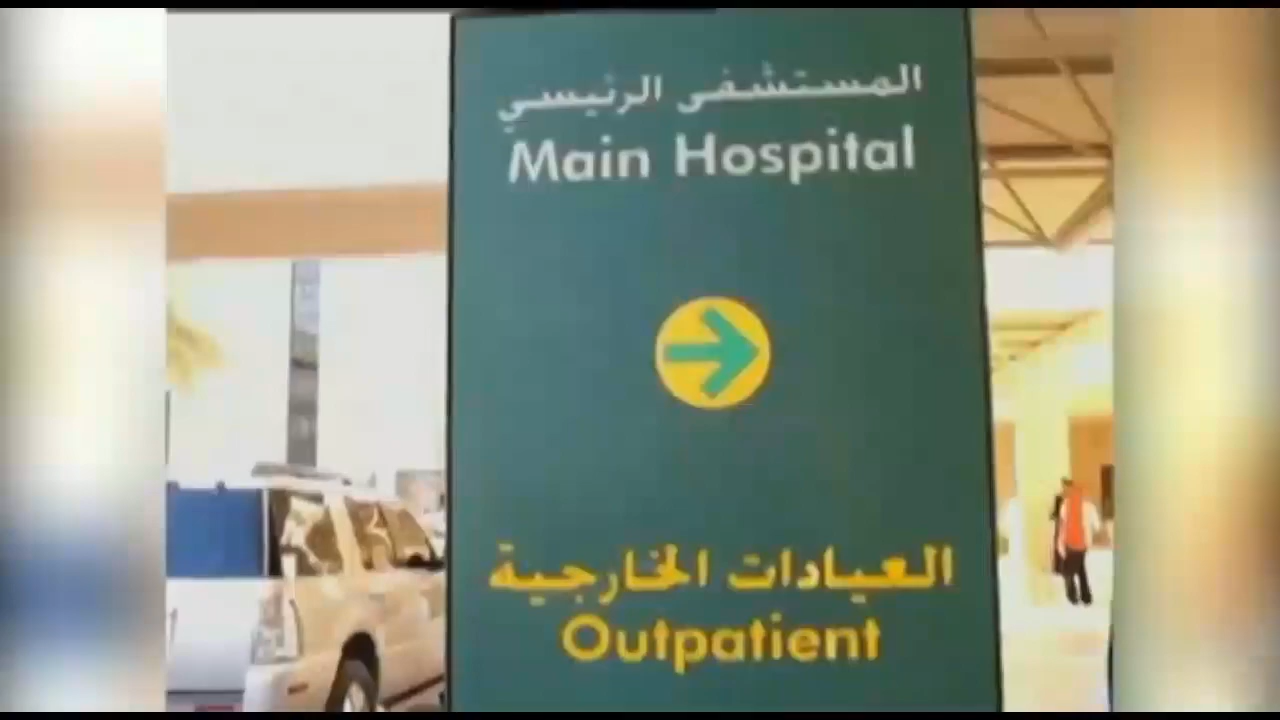 المستشفى الرئيسي
Main Hospital
العيادات الخارجية
Outpatient